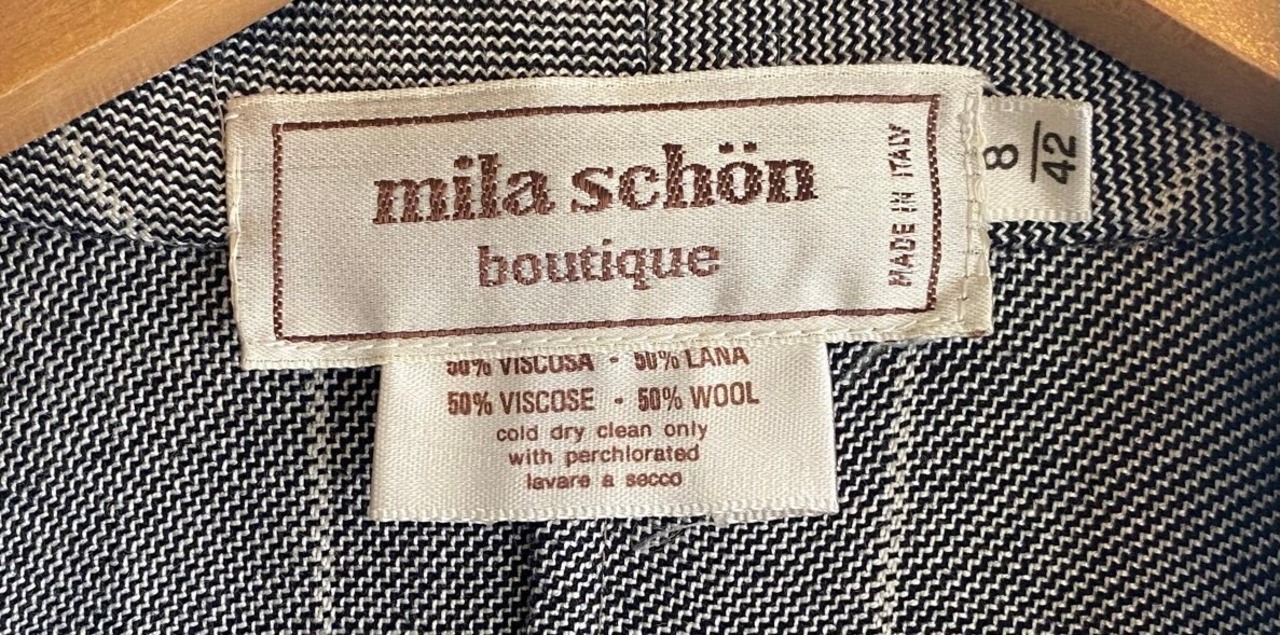 mila schön
boutique
MADE IN ITALY
8
42
50% VISCOSA - 50% LANA
50% VISCOSE - 50% WOOL
cold dry clean only
with perchlorated
lavare a secco